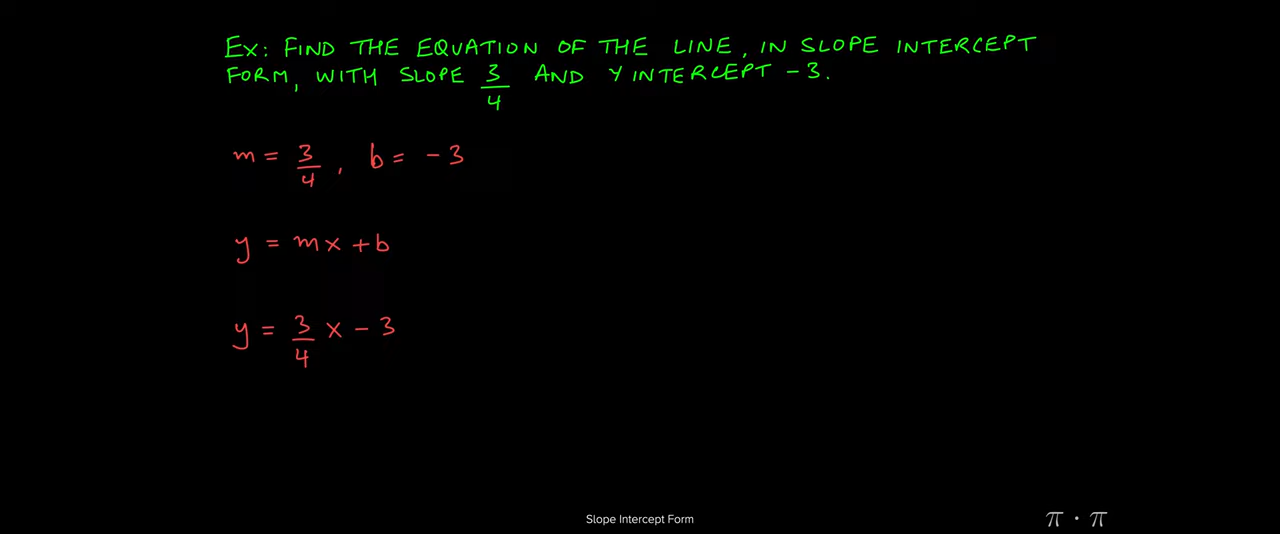 EX: FIND THE EQUATION OF THE LINE, IN SLOPE INTERCEPT
FORM, WITH SLOPE 3/4 AND Y INTERCEPT -3.
m = 3/4, b = -3
y = mx + b
y = 3/4 x - 3
Slope Intercept Form
π · π